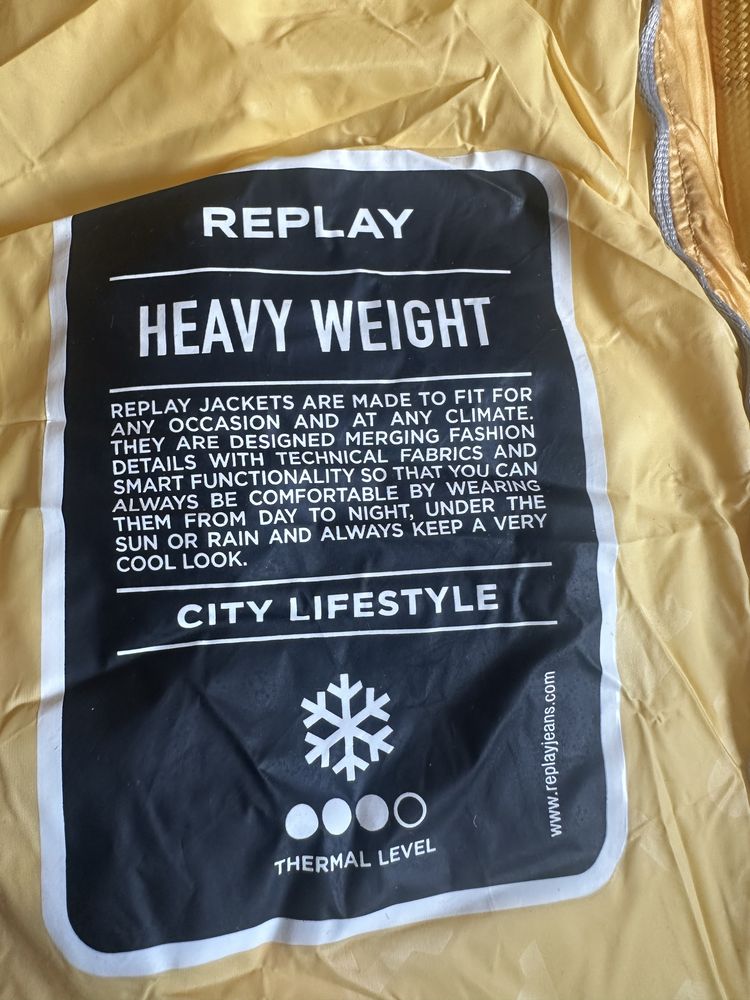 REPLAY
HEAVY WEIGHT
REPLAY JACKETS ARE MADE TO FIT FOR
ANY OCCASION AND AT ANY CLIMATE.
THEY ARE DESIGNED MERGING FASHION
DETAILS WITH TECHNICAL FABRICS AND
SMART FUNCTIONALITY SO THAT YOU CAN
ALWAYS BE COMFORTABLE BY WEARING
THEM FROM DAY TO NIGHT, UNDER THE
SUN OR RAIN AND ALWAYS KEEP A VERY
COOL LOOK.
CITY LIFESTYLE
THERMAL LEVEL
www.replayjeans.com